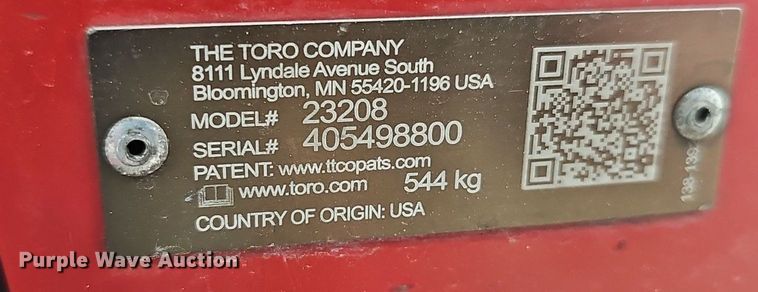 THE TORO COMPANY
8111 Lyndale Avenue South
Bloomington, MN 55420-1196 USA
MODEL# 23208
SERIAL# 405498800
PATENT: www.ttcopats.com
www.toro.com 544 kg
COUNTRY OF ORIGIN: USA
Purple Wave Auction